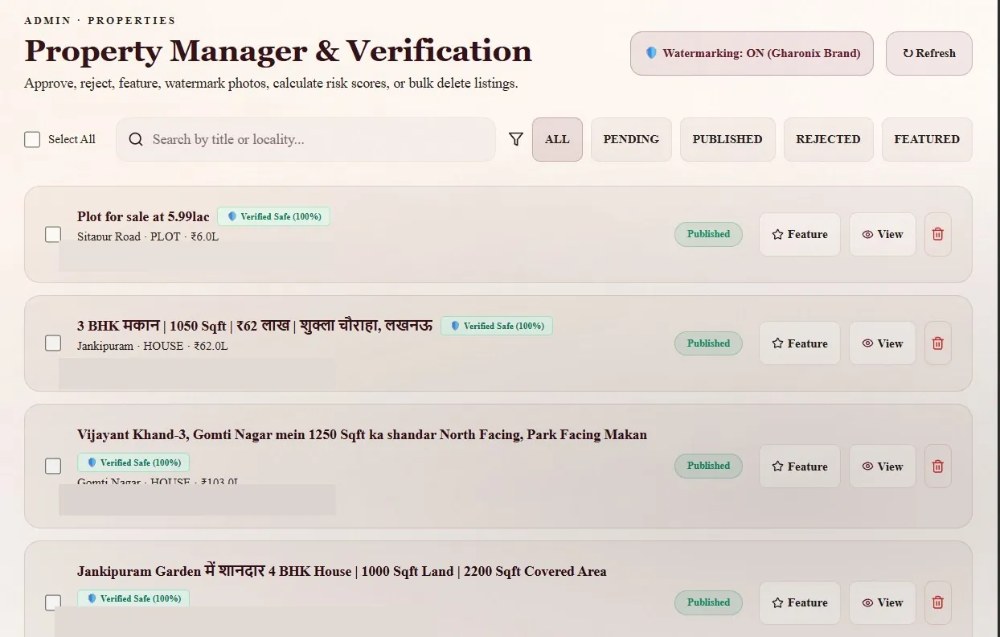 ADMIN · PROPERTIES
Property Manager & Verification
Approve, reject, feature, watermark photos, calculate risk scores, or bulk delete listings.
Watermarking: ON (Gharonix Brand)
↻ Refresh
Select All
Search by title or locality...
ALL
PENDING
PUBLISHED
REJECTED
FEATURED
Plot for sale at 5.99lac
Verified Safe (100%)
Sitapur Road · PLOT · ₹6.0L
Published
Feature
View
3 BHK मकान | 1050 Sqft | ₹62 लाख | शुक्ला चौराहा, लखनऊ
Verified Safe (100%)
Jankipuram · HOUSE · ₹62.0L
Published
Feature
View
Vijayant Khand-3, Gomti Nagar mein 1250 Sqft ka shandar North Facing, Park Facing Makan
Verified Safe (100%)
Gomti Nagar · HOUSE · ₹103.0L
Published
Feature
View
Jankipuram Garden में शानदार 4 BHK House | 1000 Sqft Land | 2200 Sqft Covered Area
Verified Safe (100%)
Published
Feature
View